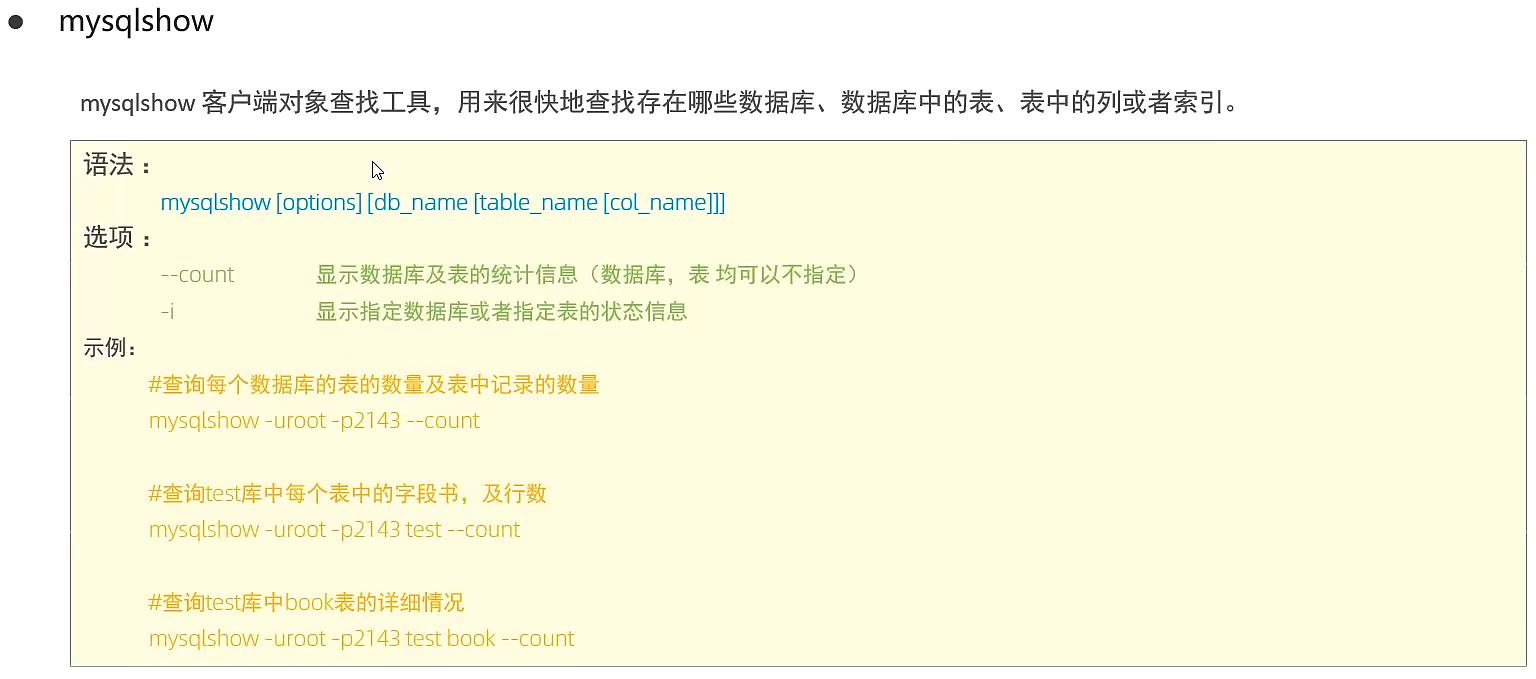 ● mysqlshow
mysqlshow 客户端对象查找工具，用来很快地查找存在哪些数据库、数据库中的表、表中的列或者索引。
语法 ：
mysqlshow [options] [db_name [table_name [col_name]]]
选项 ：
--count 显示数据库及表的统计信息（数据库，表 均可以不指定）
-i 显示指定数据库或者指定表的状态信息
示例：
#查询每个数据库的表的数量及表中记录的数量
mysqlshow -uroot -p2143 --count
#查询test库中每个表中的字段书，及行数
mysqlshow -uroot -p2143 test --count
#查询test库中book表的详细情况
mysqlshow -uroot -p2143 test book --count